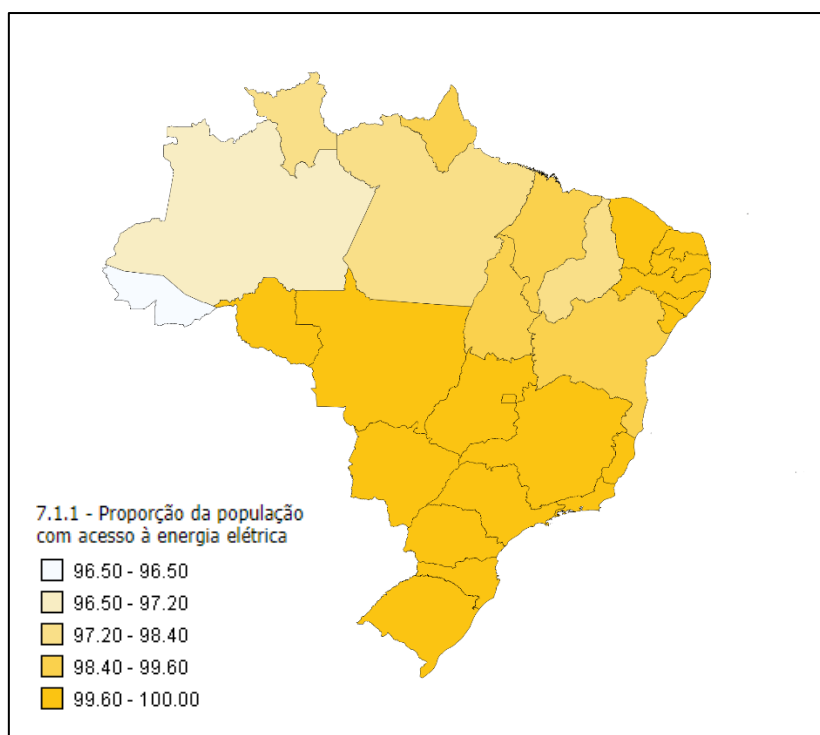 7.1.1 - Proporção da população
com acesso à energia elétrica
96.50 - 96.50
96.50 - 97.20
97.20 - 98.40
98.40 - 99.60
99.60 - 100.00